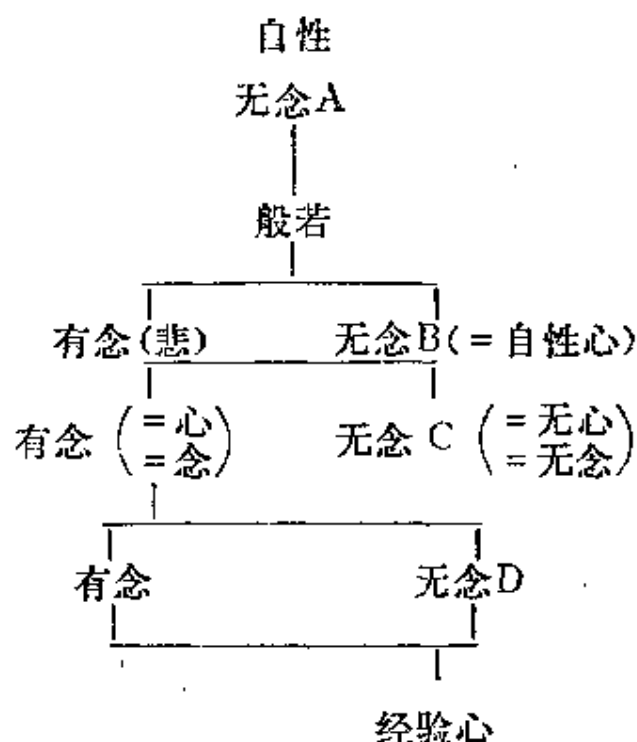 自性
无念A
般若
有念(悲) 无念B(=自性心)
有念(=心 =念) 无念 C (=无心 =无念)
有念 无念D
经验心